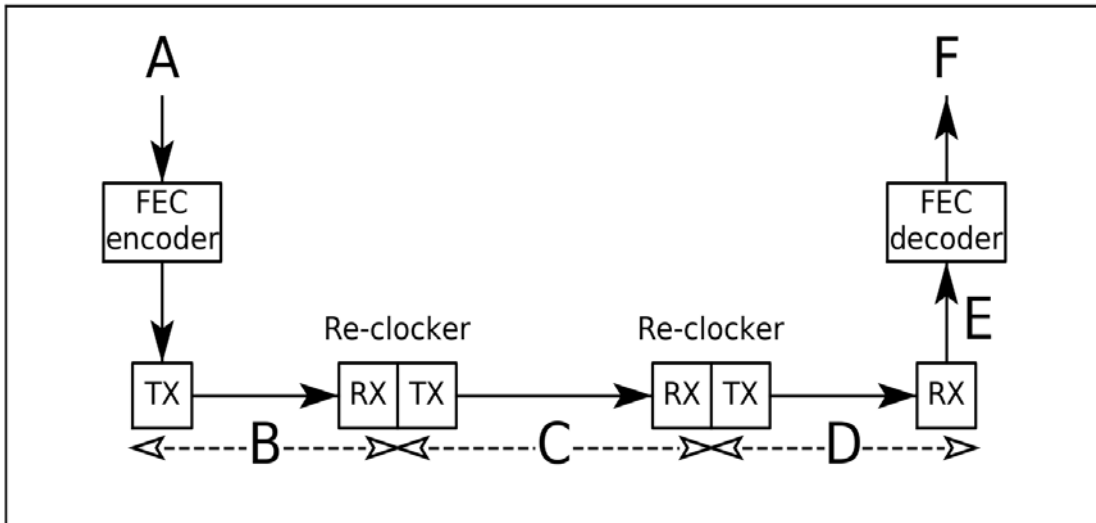 A
F
FEC
encoder
FEC
decoder
E
Re-clocker
Re-clocker
TX
RX
TX
RX
TX
RX
B
C
D